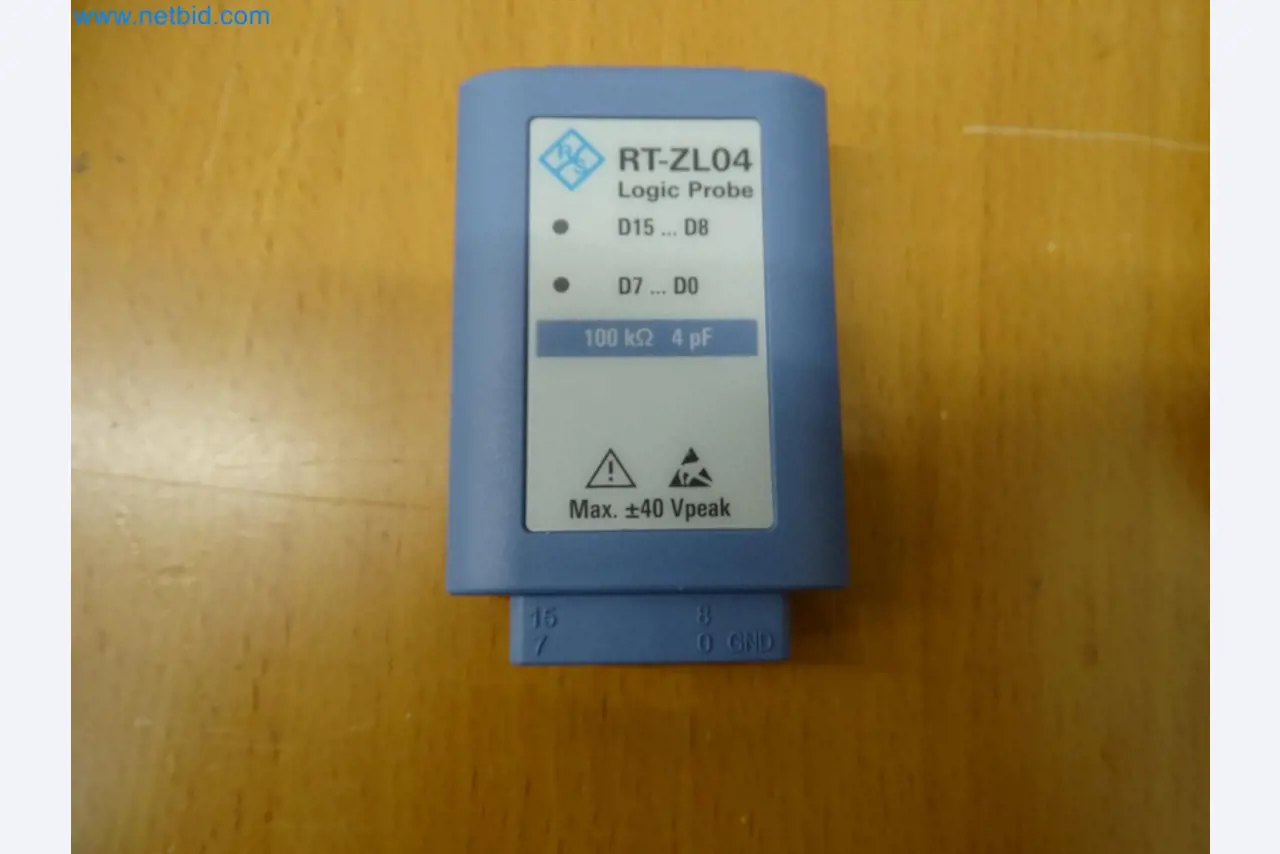 www.netbid.com
R&S
RT-ZL04
Logic Probe
D15 ... D8
D7 ... D0
100 kΩ 4 pF
Max. ±40 Vpeak
15 8
7 0 GND